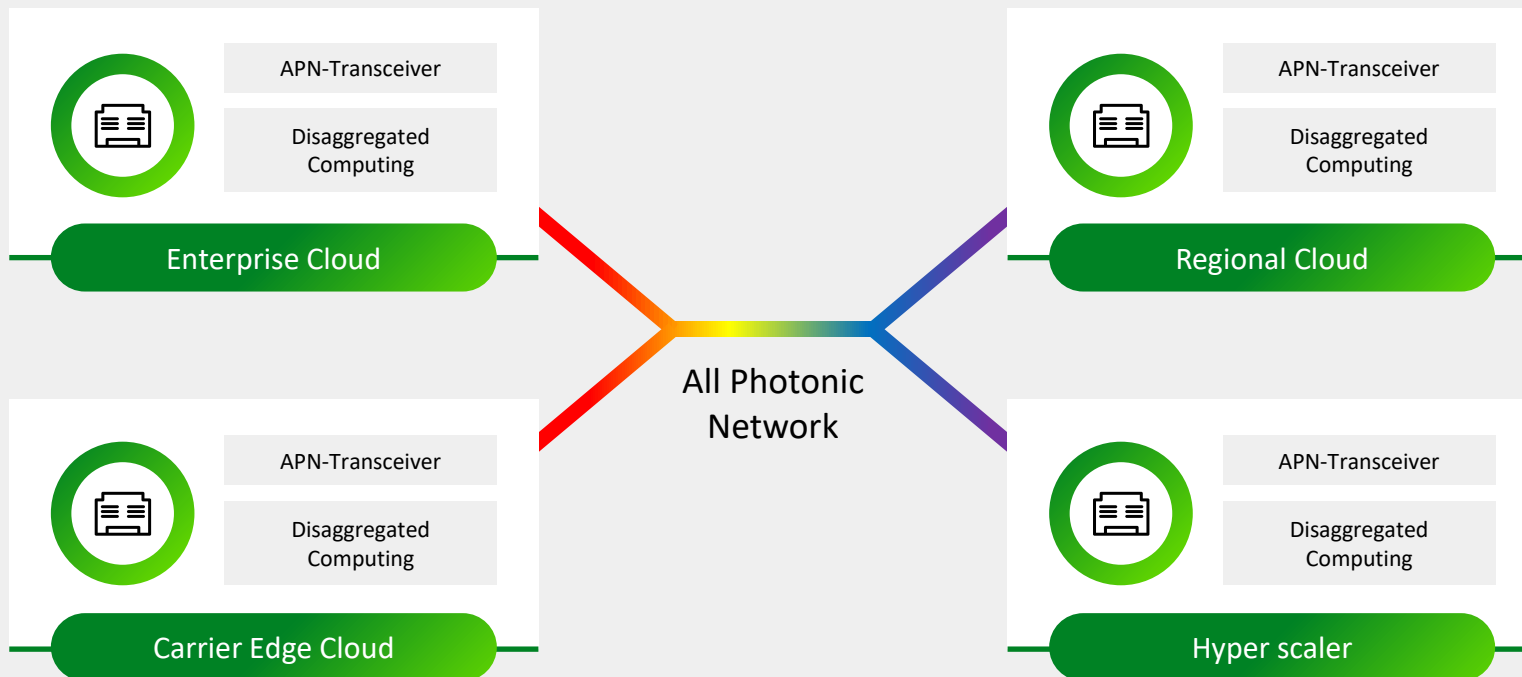 APN-Transceiver
Disaggregated
Computing
Enterprise Cloud
APN-Transceiver
Disaggregated
Computing
Regional Cloud
All Photonic
Network
APN-Transceiver
Disaggregated
Computing
Carrier Edge Cloud
APN-Transceiver
Disaggregated
Computing
Hyper scaler